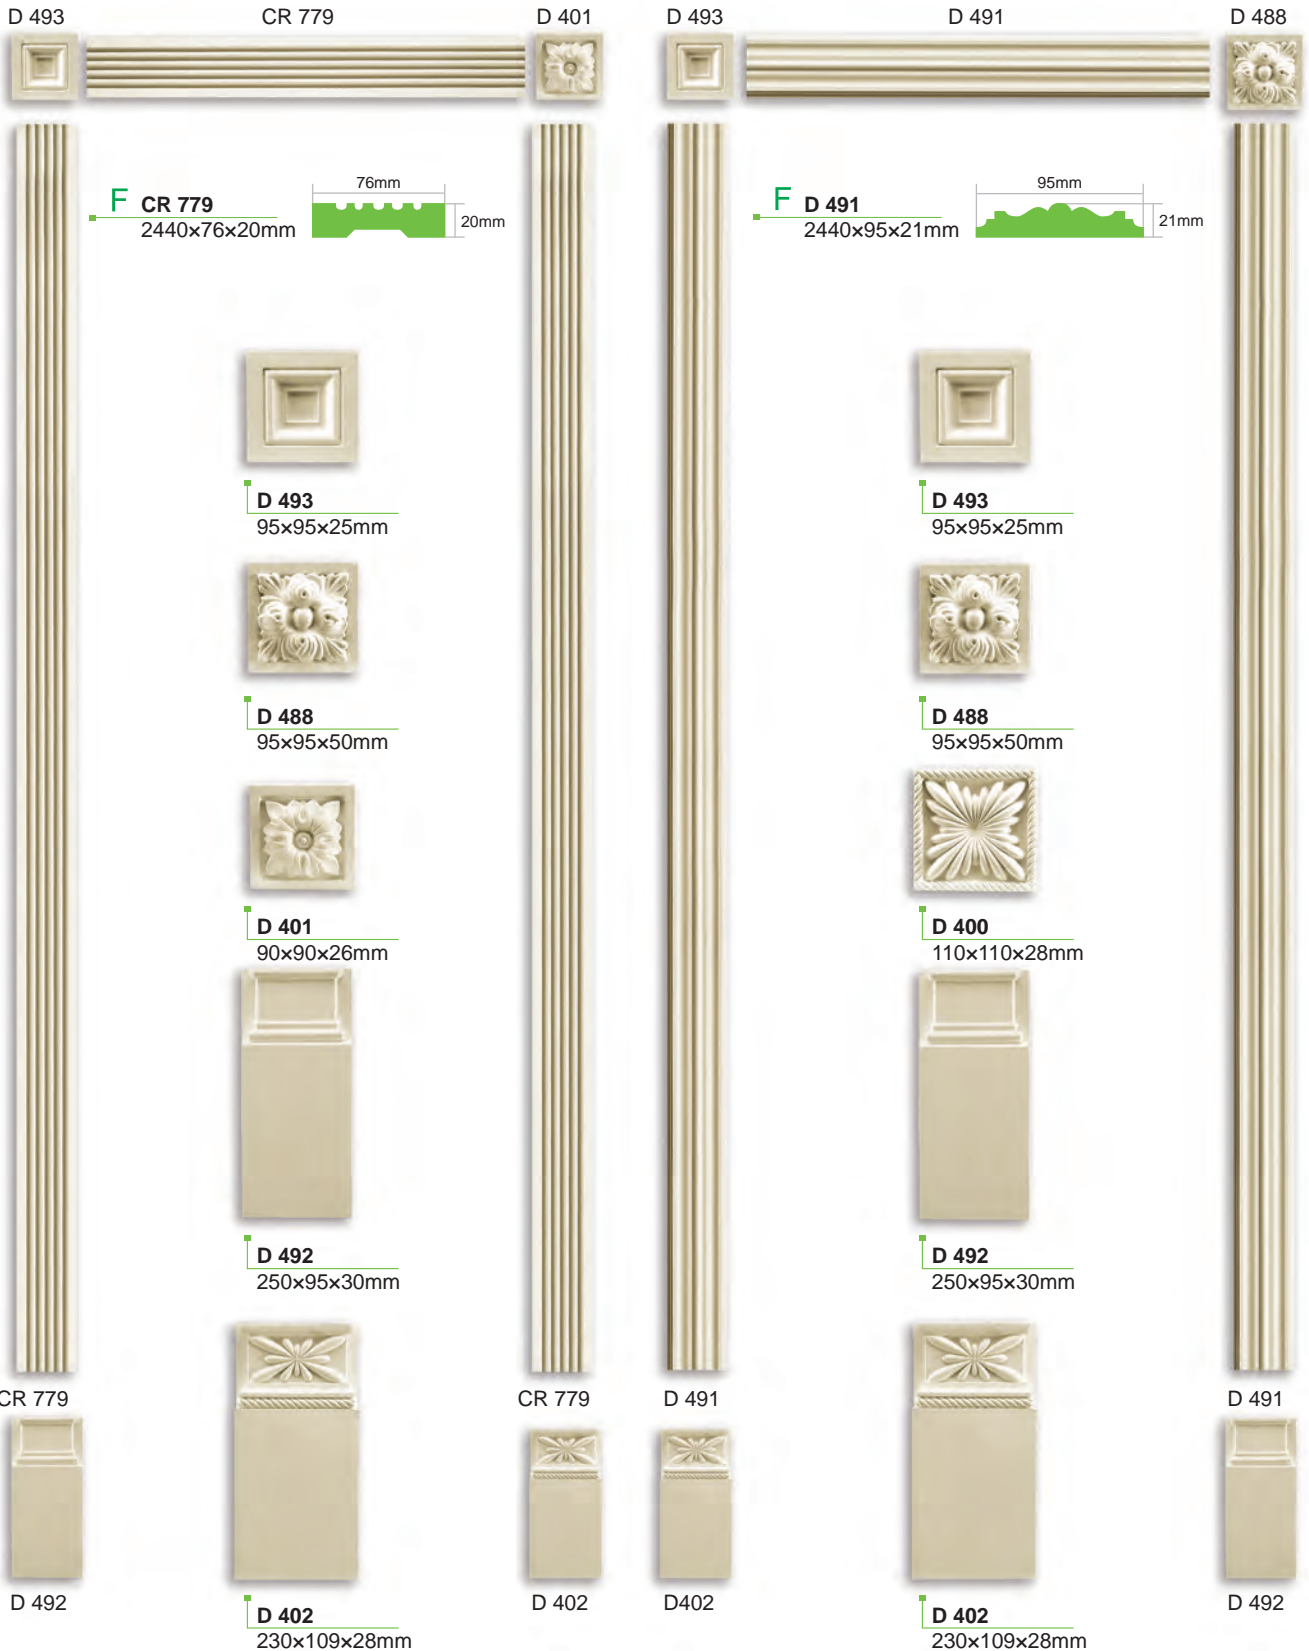 D 493
CR 779
D 401
D 493
D 491
D 488
F CR 779
2440×76×20mm
76mm
20mm
F D 491
2440×95×21mm
95mm
21mm
D 493
95×95×25mm
D 493
95×95×25mm
D 488
95×95×50mm
D 488
95×95×50mm
D 401
90×90×26mm
D 400
110×110×28mm
D 492
250×95×30mm
D 492
250×95×30mm
CR 779
CR 779
D 491
D 491
D 492
D 402
D402
D 492
D 402
230×109×28mm
D 402
230×109×28mm